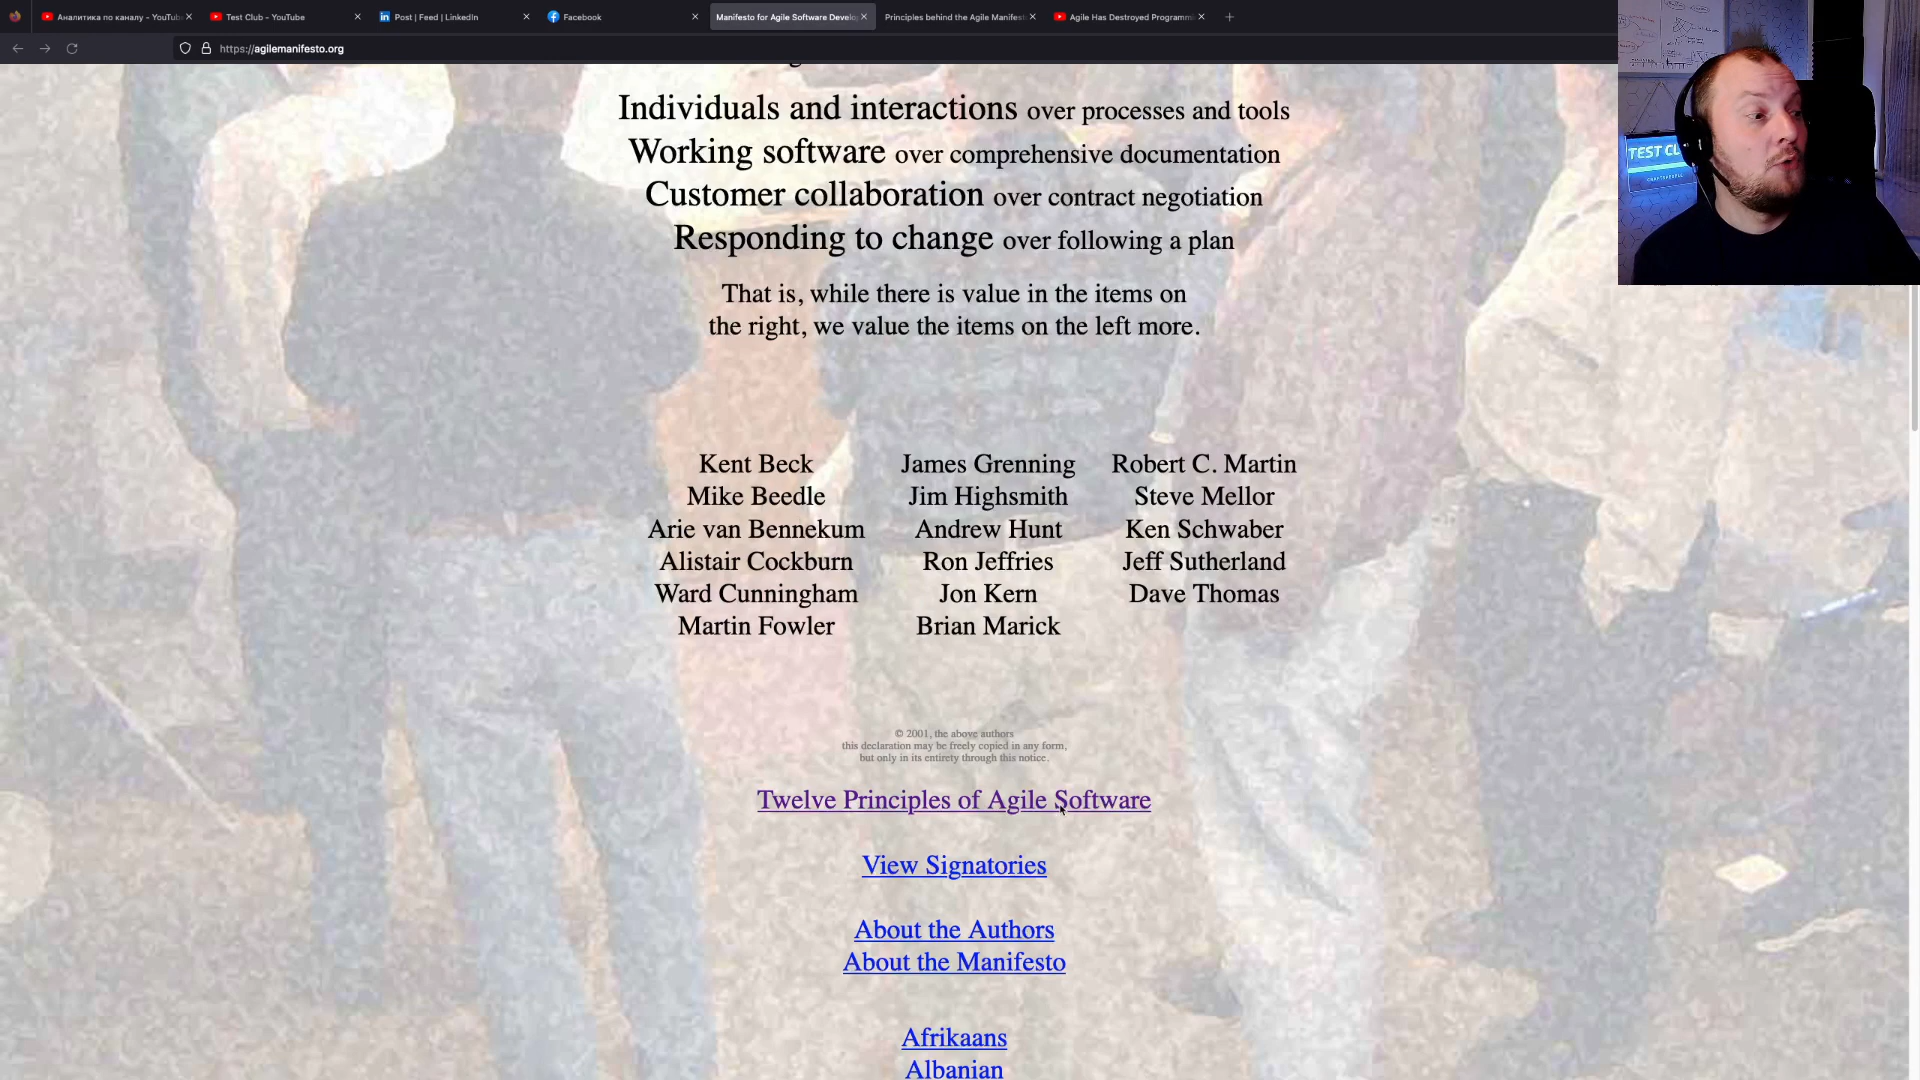 Аналитика по каналу - YouTub
Test Club - YouTube
Post | Feed | LinkedIn
Facebook
Manifesto for Agile Software Develo
Principles behind the Agile Manifest
Agile Has Destroyed Programmi
https://agilemanifesto.org
Individuals and interactions over processes and tools
Working software over comprehensive documentation
Customer collaboration over contract negotiation
Responding to change over following a plan
That is, while there is value in the items on
the right, we value the items on the left more.
Kent Beck
Mike Beedle
Arie van Bennekum
Alistair Cockburn
Ward Cunningham
Martin Fowler
James Grenning
Jim Highsmith
Andrew Hunt
Ron Jeffries
Jon Kern
Brian Marick
Robert C. Martin
Steve Mellor
Ken Schwaber
Jeff Sutherland
Dave Thomas
© 2001, the above authors
this declaration may be freely copied in any form,
but only in its entirety through this notice.
Twelve Principles of Agile Software
View Signatories
About the Authors
About the Manifesto
Afrikaans
Albanian
TEST CL